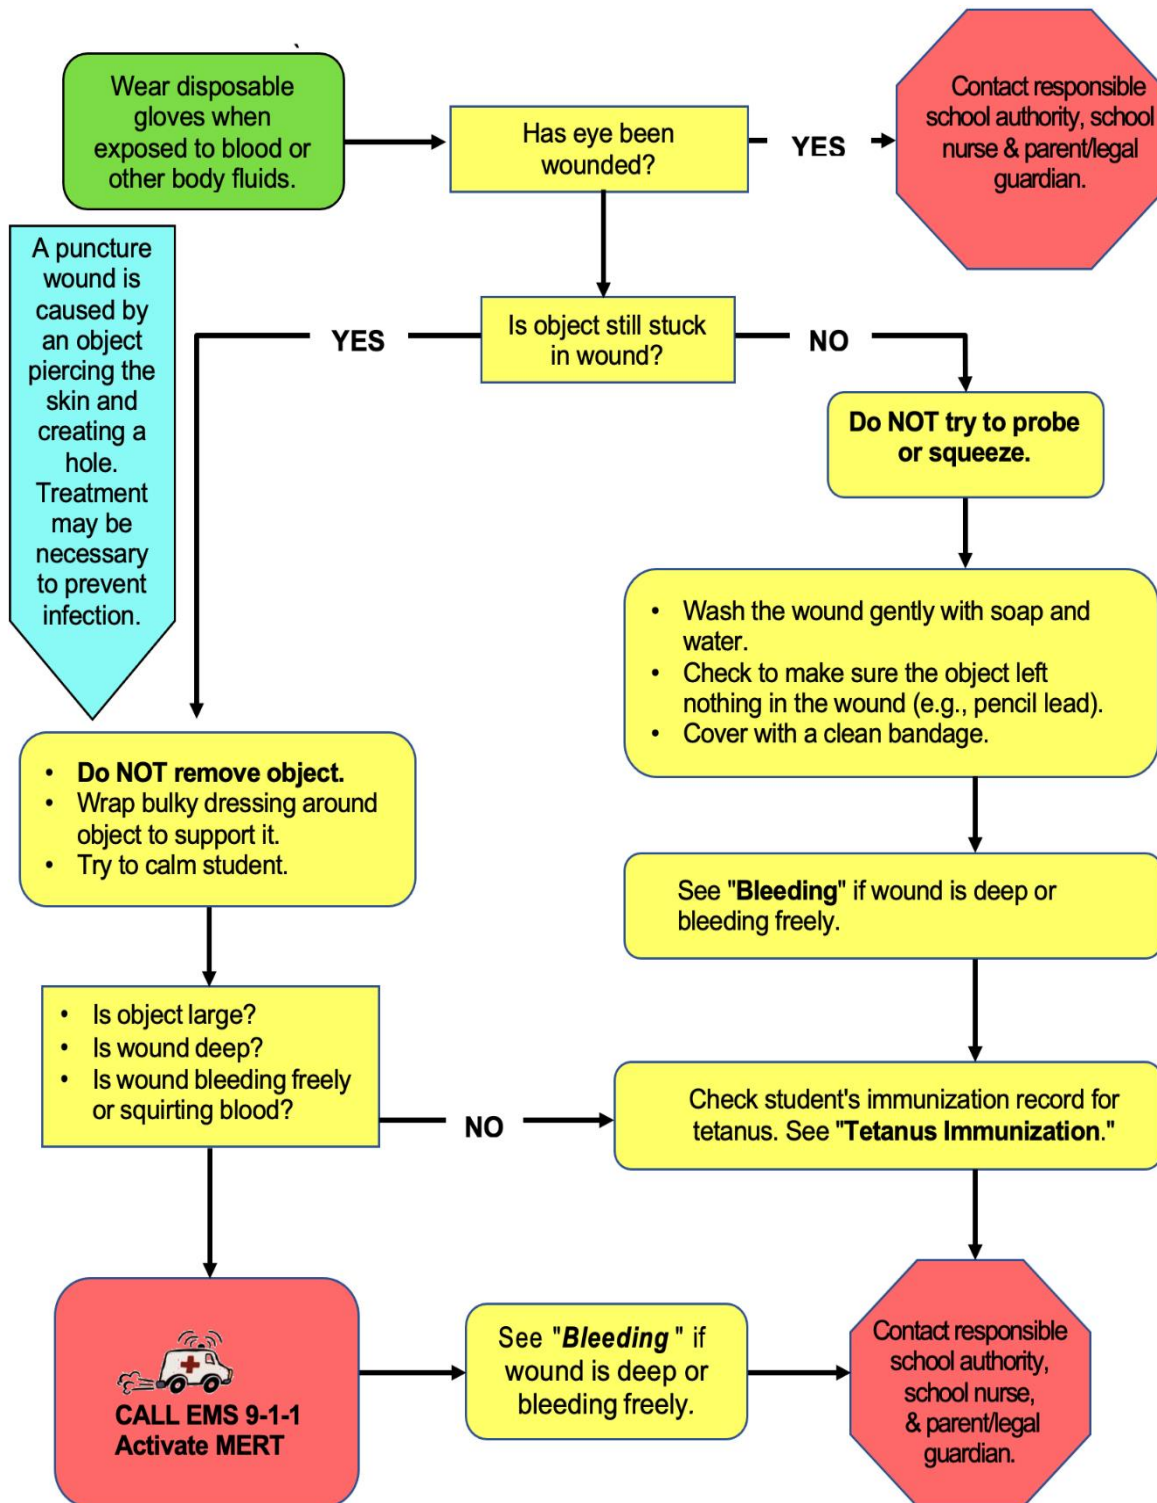 Wear disposable
gloves when
exposed to blood or
other body fluids.
Has eye been
wounded?
YES
Contact responsible
school authority, school
nurse & parent/legal
guardian.
A puncture
wound is
caused by
an object
piercing the
skin and
creating a
hole.
Treatment
may be
necessary
to prevent
infection.
YES
Is object still stuck
in wound?
NO
Do NOT try to probe
or squeeze.
• Wash the wound gently with soap and
water.
• Check to make sure the object left
nothing in the wound (e.g., pencil lead).
• Cover with a clean bandage.
• Do NOT remove object.
• Wrap bulky dressing around
object to support it.
• Try to calm student.
See "Bleeding" if wound is deep or
bleeding freely.
• Is object large?
• Is wound deep?
• Is wound bleeding freely
or squirting blood?
NO
Check student's immunization record for
tetanus. See "Tetanus Immunization."
CALL EMS 9-1-1
Activate MERT
See "Bleeding " if
wound is deep or
bleeding freely.
Contact responsible
school authority,
school nurse,
& parent/legal
guardian.